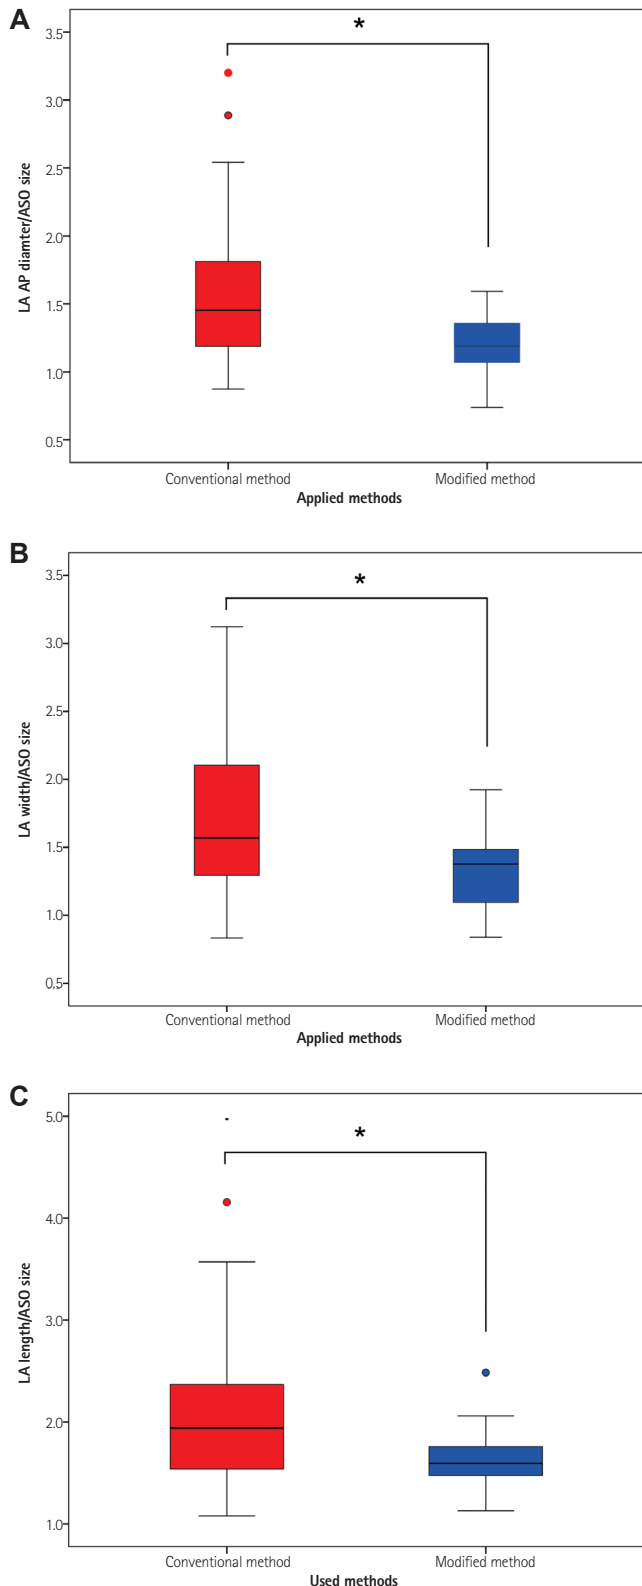 A
*
LA AP diamter/ASO size
3.5
3.0
2.5
2.0
1.5
1.0
0.5
Conventional method Modified method
Applied methods
B
*
LA width/ASO size
3.5
3.0
2.5
2.0
1.5
1.0
0.5
Conventional method Modified method
Applied methods
C
*
LA length/ASO size
5.0
4.0
3.0
2.0
1.0
Conventional method Modified method
Used methods